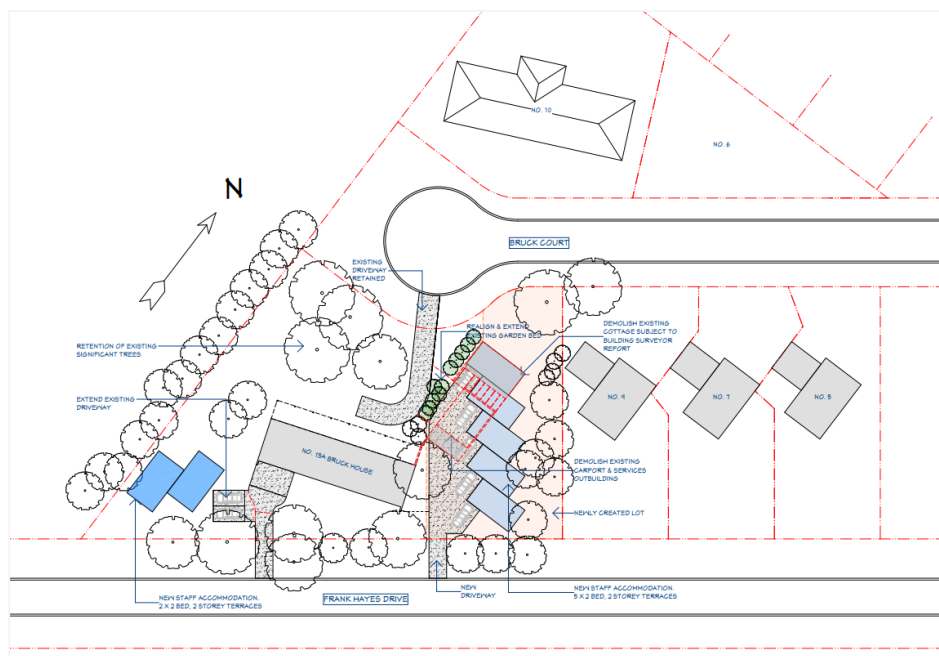 NO. 10
NO. 6
N
BRUCK COURT
EXISTING
DRIVEWAY
RETAINED
REALIGN & EXTEND
EXISTING GARDEN BED
DEMOLISH EXISTING
COTTAGE SUBJECT TO
BUILDING SURVEYOR
REPORT
RETENTION OF EXISTING
SIGNIFICANT TREES
EXTEND EXISTING
DRIVEWAY
NO. 9
NO. 7
NO. 5
NO. 15A BRUCK HOUSE
DEMOLISH EXISTING
CARPORT & SERVICES
OUTBUILDING
NEWLY CREATED LOT
NEW STAFF ACCOMMODATION.
2 X 2 BED, 2 STOREY TERRACES
FRANK HAYES DRIVE
NEW
DRIVEWAY
NEW STAFF ACCOMMODATION
5 X 2 BED, 2 STOREY TERRACES